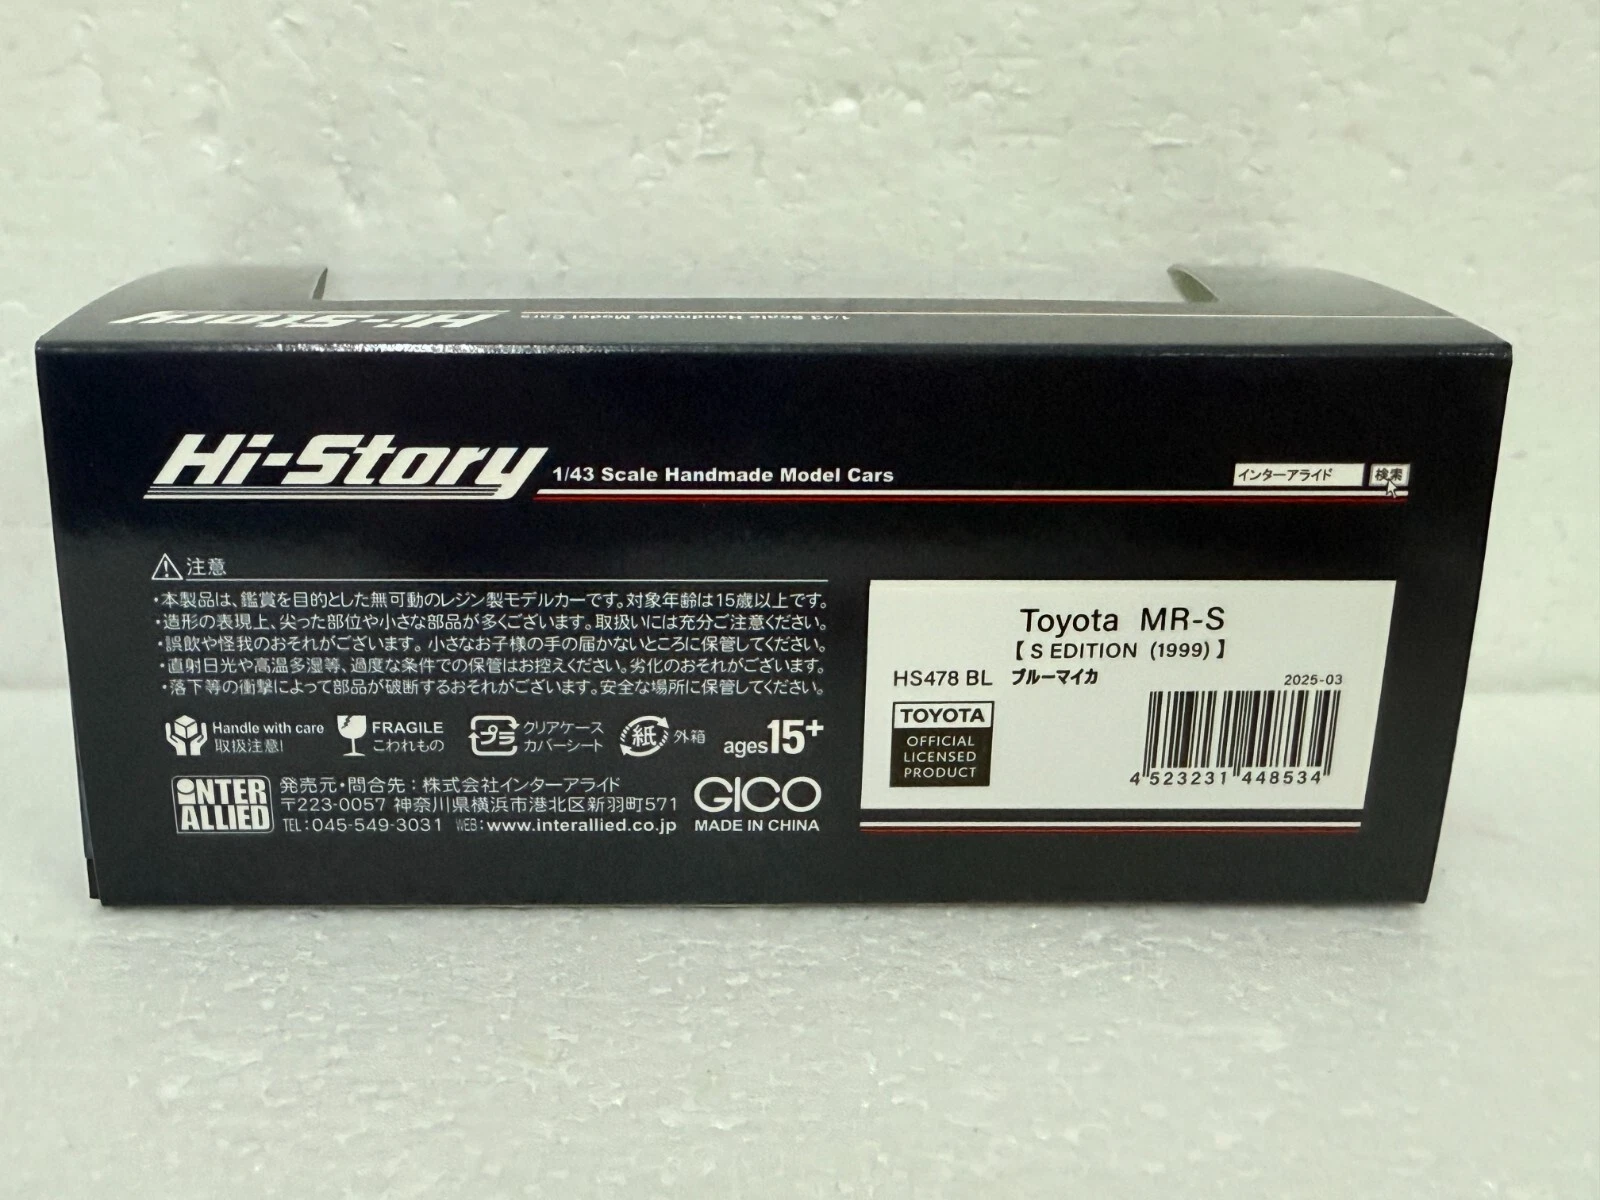 Hi-Story
1/43 Scale Handmade Model Cars
Hi-Story 1/43 Scale Handmade Model Cars
インターアライド 検索
注意
・本製品は、鑑賞を目的とした無可動のレジン製モデルカーです。対象年齢は15歳以上です。
・造形の表現上、尖った部位や小さな部品が多くございます。取扱いには充分ご注意ください。
・誤飲や怪我のおそれがございます。小さなお子様の手の届かないところに保管してください。
・直射日光や高温多湿等、過度な条件での保管はお控えください。劣化のおそれがございます。
・落下等の衝撃によって部品が破断するおそれがございます。安全な場所に保管してください。
Handle with care
取扱注意!
FRAGILE
こわれもの
プラ
クリアケース
カバーシート
紙
外箱
ages15+
INTER
ALLIED
発売元・問合先：株式会社インターアライド
〒223-0057 神奈川県横浜市港北区新羽町571
TEL:045-549-3031 WEB:www.interallied.co.jp
GICO
MADE IN CHINA
Toyota MR-S
【 S EDITION (1999) 】
HS478 BL ブルーマイカ
2025-03
TOYOTA
OFFICIAL
LICENSED
PRODUCT
4 523231 448534